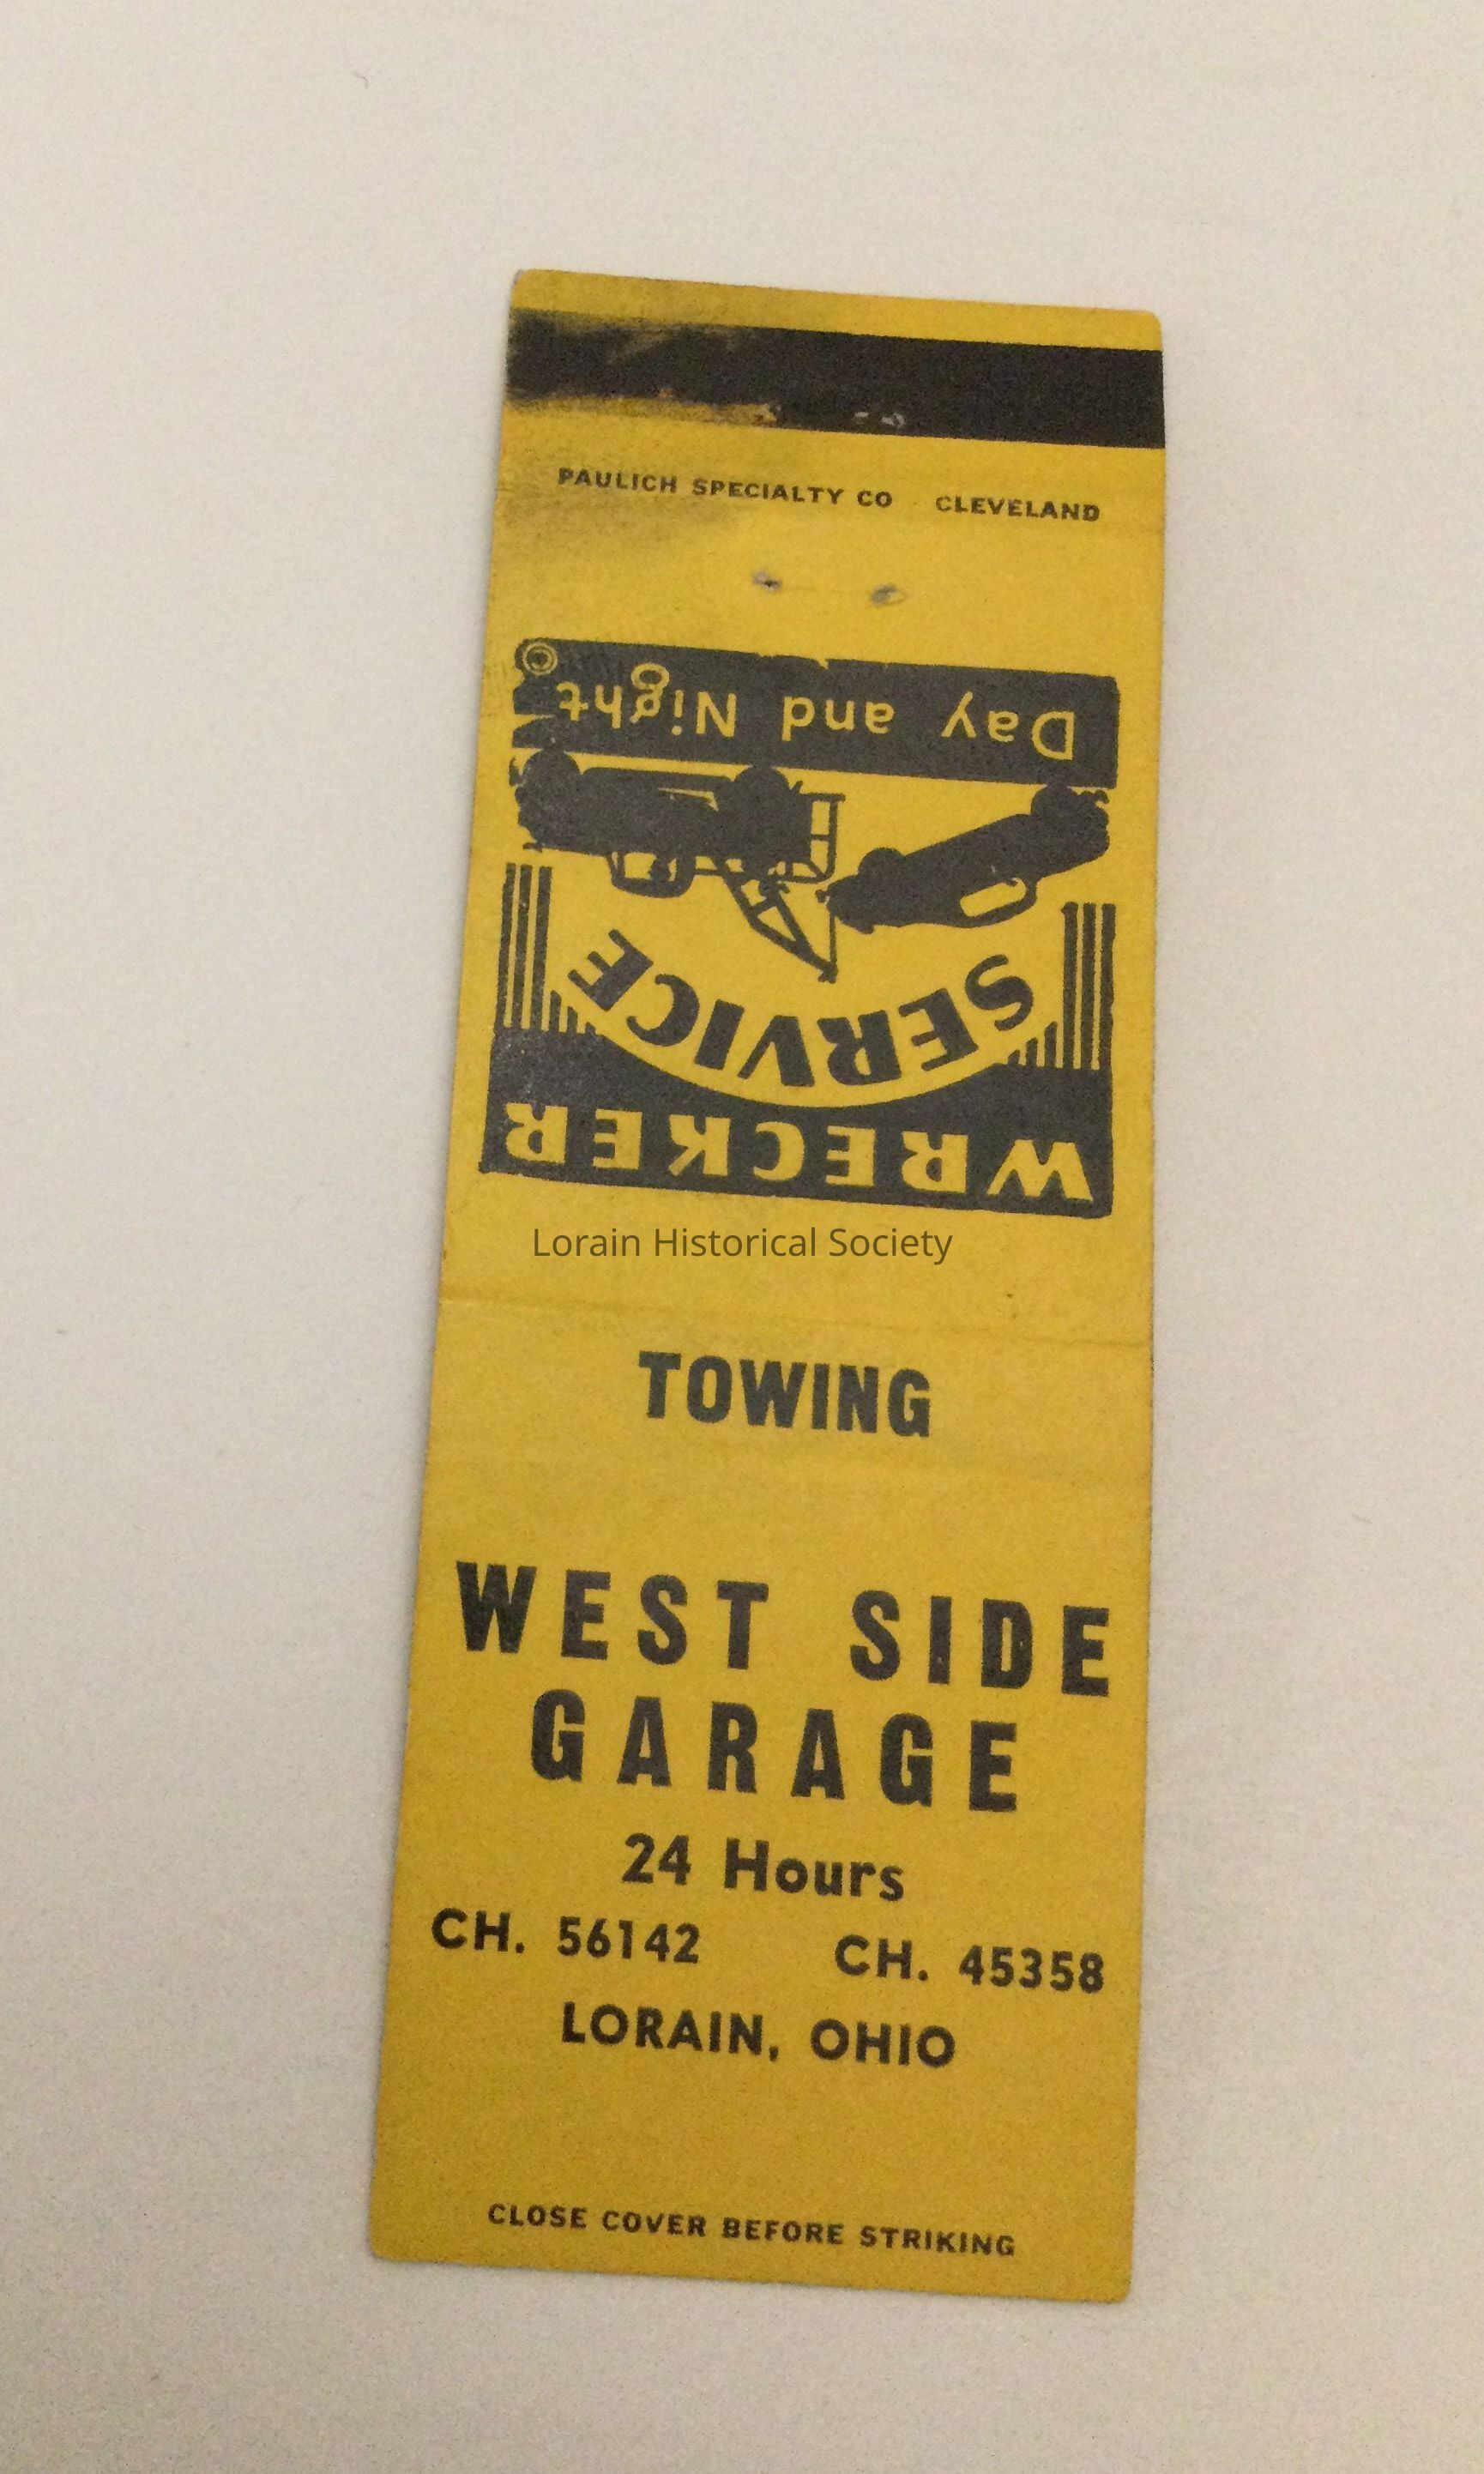 PAULICH SPECIALTY CO CLEVELAND
WRECKER
SERVICE
Day and Night ©
Lorain Historical Society
TOWING
WEST SIDE
GARAGE
24 Hours
CH. 56142 CH. 45358
LORAIN, OHIO
CLOSE COVER BEFORE STRIKING